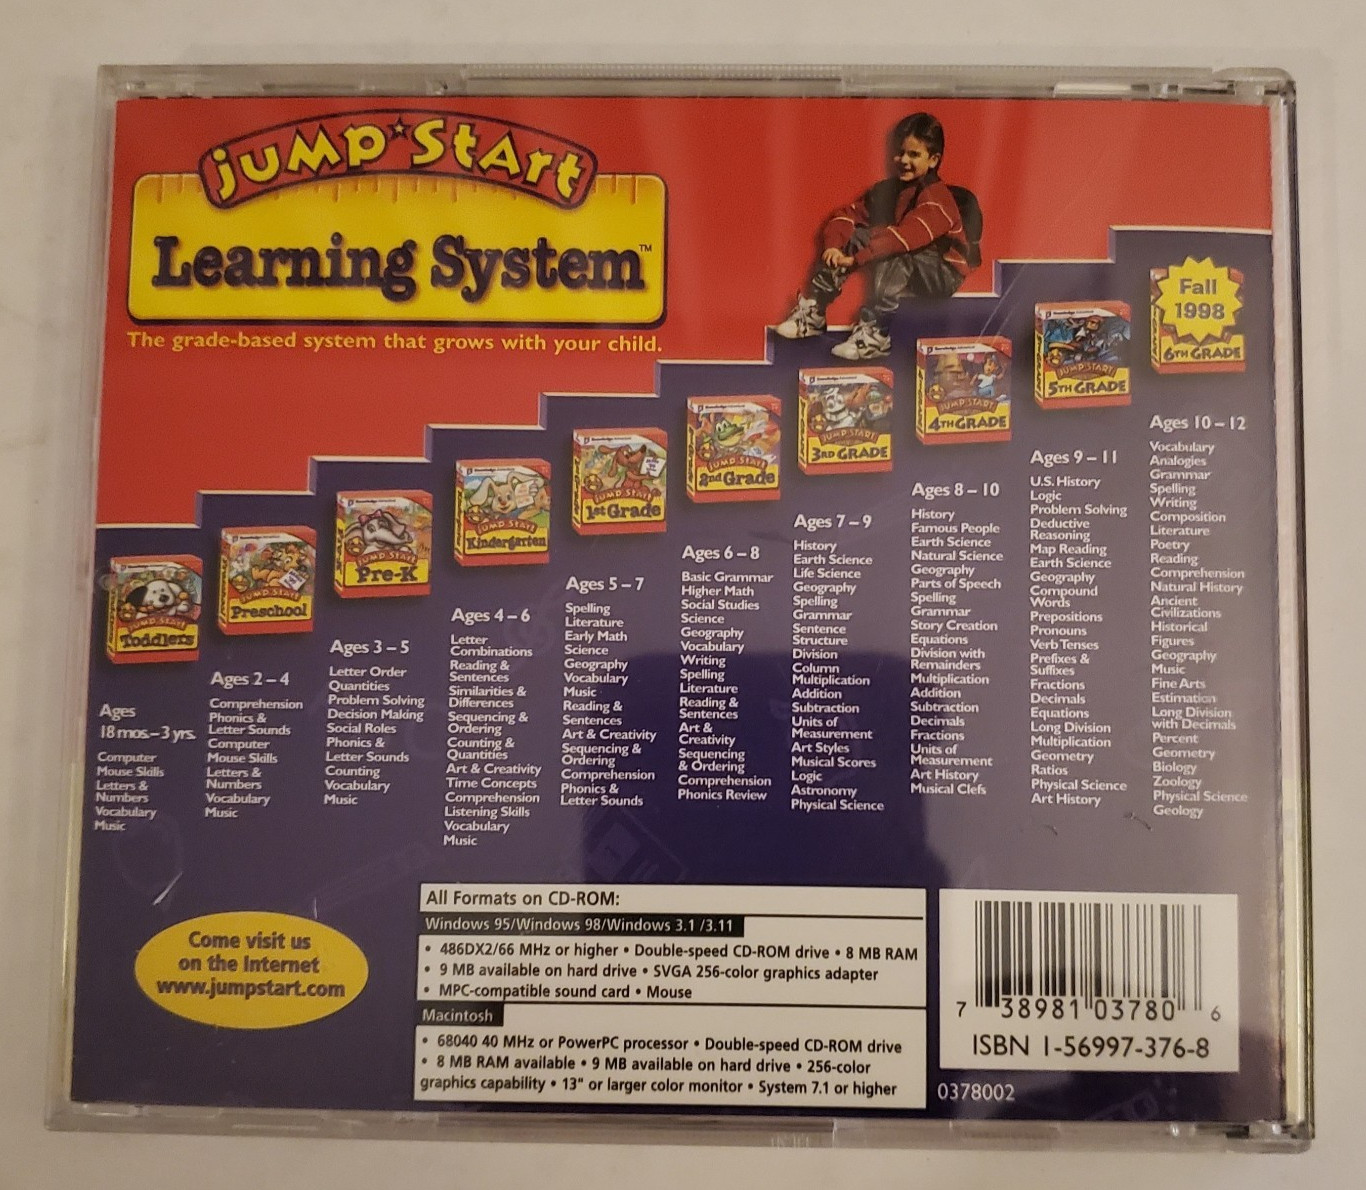 JUMPSTART
Learning System™
The grade-based system that grows with your child.
JUMPSTART
Toddlers
Ages
18 mos.–3 yrs.
Computer
Mouse Skills
Letters &
Numbers
Vocabulary
Music
JUMPSTART
Preschool
Ages 2–4
Comprehension
Phonics &
Letter Sounds
Computer
Mouse Skills
Letters &
Numbers
Vocabulary
Music
JUMPSTART
Pre-K
Ages 3–5
Letter Order
Quantities
Problem Solving
Decision Making
Social Roles
Phonics &
Letter Sounds
Counting
Vocabulary
Music
JUMPSTART
Kindergarten
Ages 4–6
Letter
Combinations
Reading &
Sentences
Similarities &
Differences
Sequencing &
Ordering
Counting &
Quantities
Art & Creativity
Time Concepts
Comprehension
Listening Skills
Vocabulary
Music
JUMPSTART
1st Grade
Ages 5–7
Spelling
Literature
Early Math
Science
Geography
Vocabulary
Music
Reading &
Sentences
Art & Creativity
Sequencing &
Ordering
Comprehension
Phonics &
Letter Sounds
JUMPSTART
2nd Grade
Ages 6–8
Basic Grammar
Higher Math
Social Studies
Science
Geography
Vocabulary
Writing
Spelling
Literature
Reading &
Sentences
Art &
Creativity
Sequencing
& Ordering
Comprehension
Phonics Review
JUMPSTART
3RD GRADE
Ages 7–9
History
Earth Science
Life Science
Geography
Spelling
Grammar
Sentence
Structure
Division
Column
Multiplication
Addition
Subtraction
Units of
Measurement
Art Styles
Musical Scores
Logic
Astronomy
Physical Science
JUMPSTART
4TH GRADE
Ages 8–10
History
Famous People
Earth Science
Natural Science
Geography
Parts of Speech
Spelling
Grammar
Story Creation
Equations
Division with
Remainders
Multiplication
Addition
Subtraction
Decimals
Fractions
Units of
Measurement
Art History
Musical Clefs
JUMPSTART
5TH GRADE
Ages 9–11
U.S. History
Logic
Problem Solving
Deductive
Reasoning
Map Reading
Earth Science
Geography
Compound
Words
Prepositions
Pronouns
Verb Tenses
Prefixes &
Suffixes
Fractions
Decimals
Equations
Long Division
Multiplication
Geometry
Ratios
Physical Science
Art History
Fall
1998
6TH GRADE
Ages 10–12
Vocabulary
Analogies
Grammar
Spelling
Writing
Composition
Literature
Poetry
Reading
Comprehension
Natural History
Ancient
Civilizations
Historical
Figures
Geography
Music
Fine Arts
Estimation
Long Division
with Decimals
Percent
Geometry
Biology
Zoology
Physical Science
Geology
Come visit us
on the Internet
www.jumpstart.com
All Formats on CD-ROM:
Windows 95/Windows 98/Windows 3.1 /3.11
• 486DX2/66 MHz or higher • Double-speed CD-ROM drive • 8 MB RAM
• 9 MB available on hard drive • SVGA 256-color graphics adapter
• MPC-compatible sound card • Mouse
Macintosh
• 68040 40 MHz or PowerPC processor • Double-speed CD-ROM drive
• 8 MB RAM available • 9 MB available on hard drive • 256-color
graphics capability • 13" or larger color monitor • System 7.1 or higher
7 38981 03780 6
ISBN 1-56997-376-8
0378002